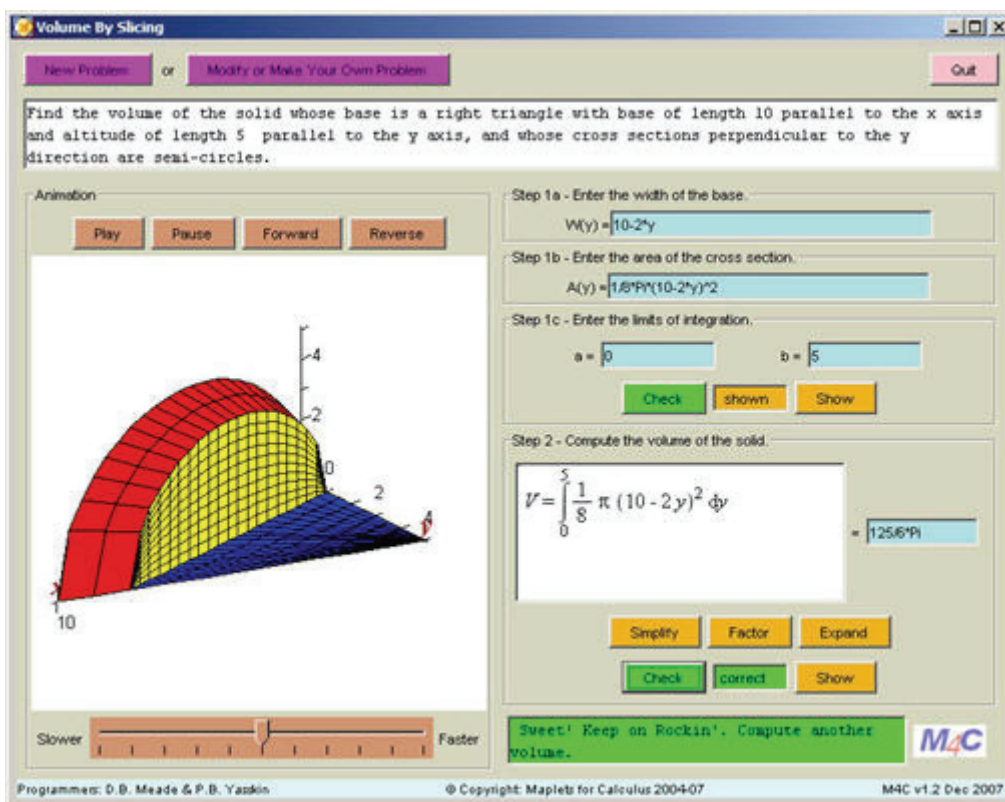 Volume By Slicing
New Problem or Modify or Make Your Own Problem Quit
Find the volume of the solid whose base is a right triangle with base of length 10 parallel to the x axis
and altitude of length 5 parallel to the y axis, and whose cross sections perpendicular to the y
direction are semi-circles.
Animation
Play Pause Forward Reverse
4
2
0
2
4
y
x
10
Slower Faster
Step 1a - Enter the width of the base.
W(y) = 10-2*y
Step 1b - Enter the area of the cross section.
A(y) = 1/8*Pi*(10-2*y)^2
Step 1c - Enter the limits of integration.
a = 0 b = 5
Check shown Show
Step 2 - Compute the volume of the solid.
V = ∫₀⁵ 1/8 π (10 - 2 y)² dy
= 125/6*Pi
Simplify Factor Expand
Check correct Show
Sweet! Keep on Rockin'. Compute another
volume.
M4C
Programmers: D.B. Meade & P.B. Yasskin © Copyright: Maplets for Calculus 2004-07 M4C v1.2 Dec 2007